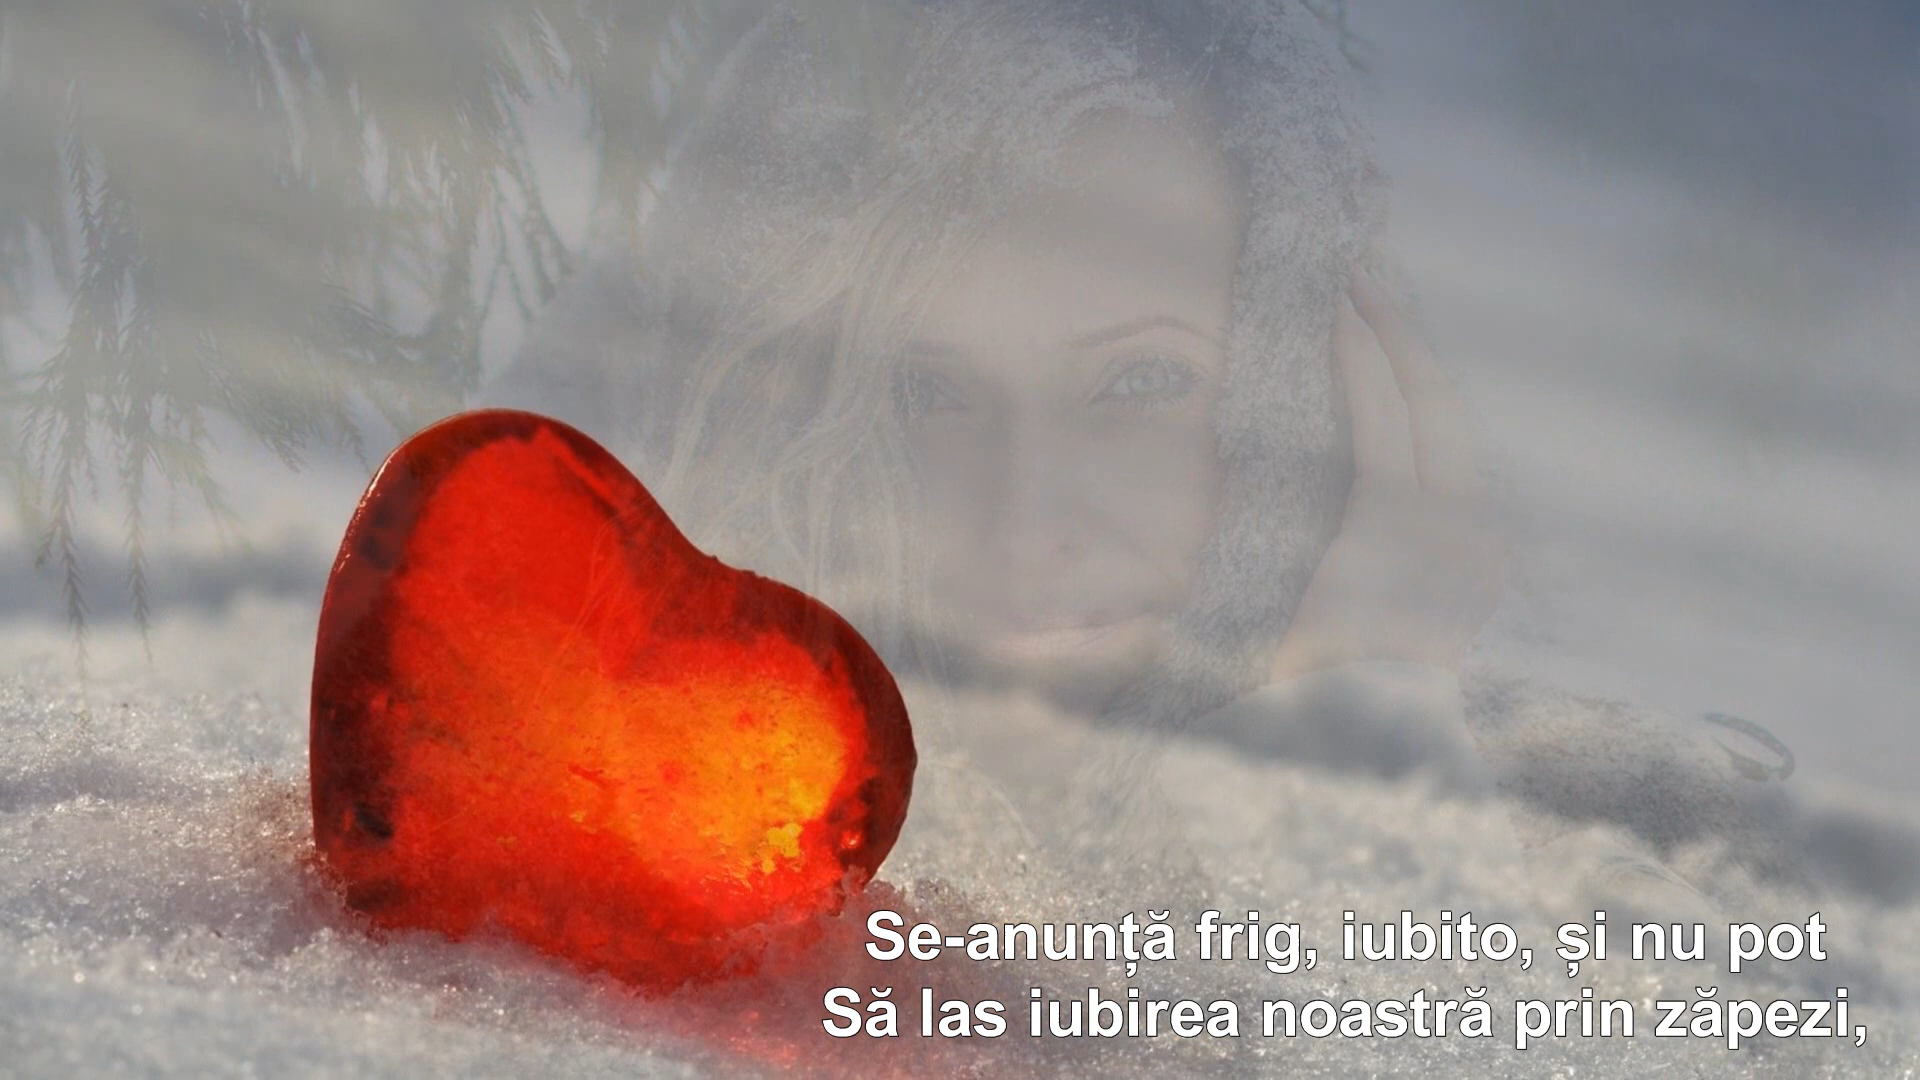 Se-anunță frig, iubito, și nu pot
Să las iubirea noastră prin zăpezi,